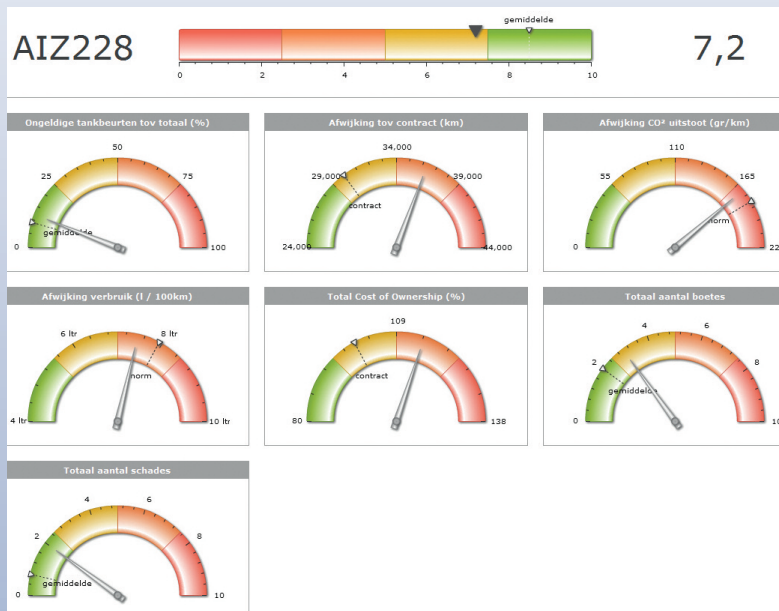 gemiddelde
AIZ228
7,2
0 2 4 6 8 10
Ongeldige tankbeurten tov totaal (%)
0 25 50 75 100
gemiddelde
Afwijking tov contract (km)
24,000 29,000 34,000 39,000 44,000
contract
Afwijking CO² uitstoot (gr/km)
0 55 110 165 22
norm
Afwijking verbruik (l / 100km)
4 ltr 6 ltr 8 ltr 10 ltr
norm
Total Cost of Ownership (%)
80 109 138
contract
Totaal aantal boetes
0 2 4 6 8 10
gemiddelde
Totaal aantal schades
0 2 4 6 8 10
gemiddelde